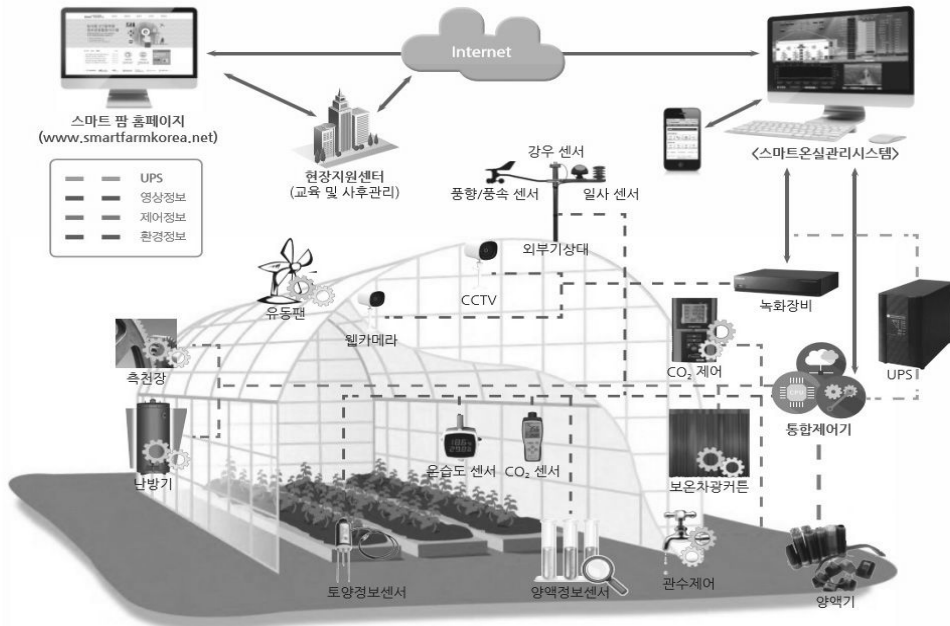 Internet
스마트 팜 홈페이지
(www.smartfarmkorea.net)
현장지원센터
(교육 및 사후관리)
<스마트온실관리시스템>
UPS
영상정보
제어정보
환경정보
강우 센서
풍향/풍속 센서
일사 센서
외부기상대
CCTV
웹카메라
유동팬
녹화장비
측천장
CO₂ 제어
UPS
CPU
통합제어기
난방기
온습도 센서
CO₂ 센서
보온차광커튼
토양정보센서
양액정보센서
관수제어
양액기